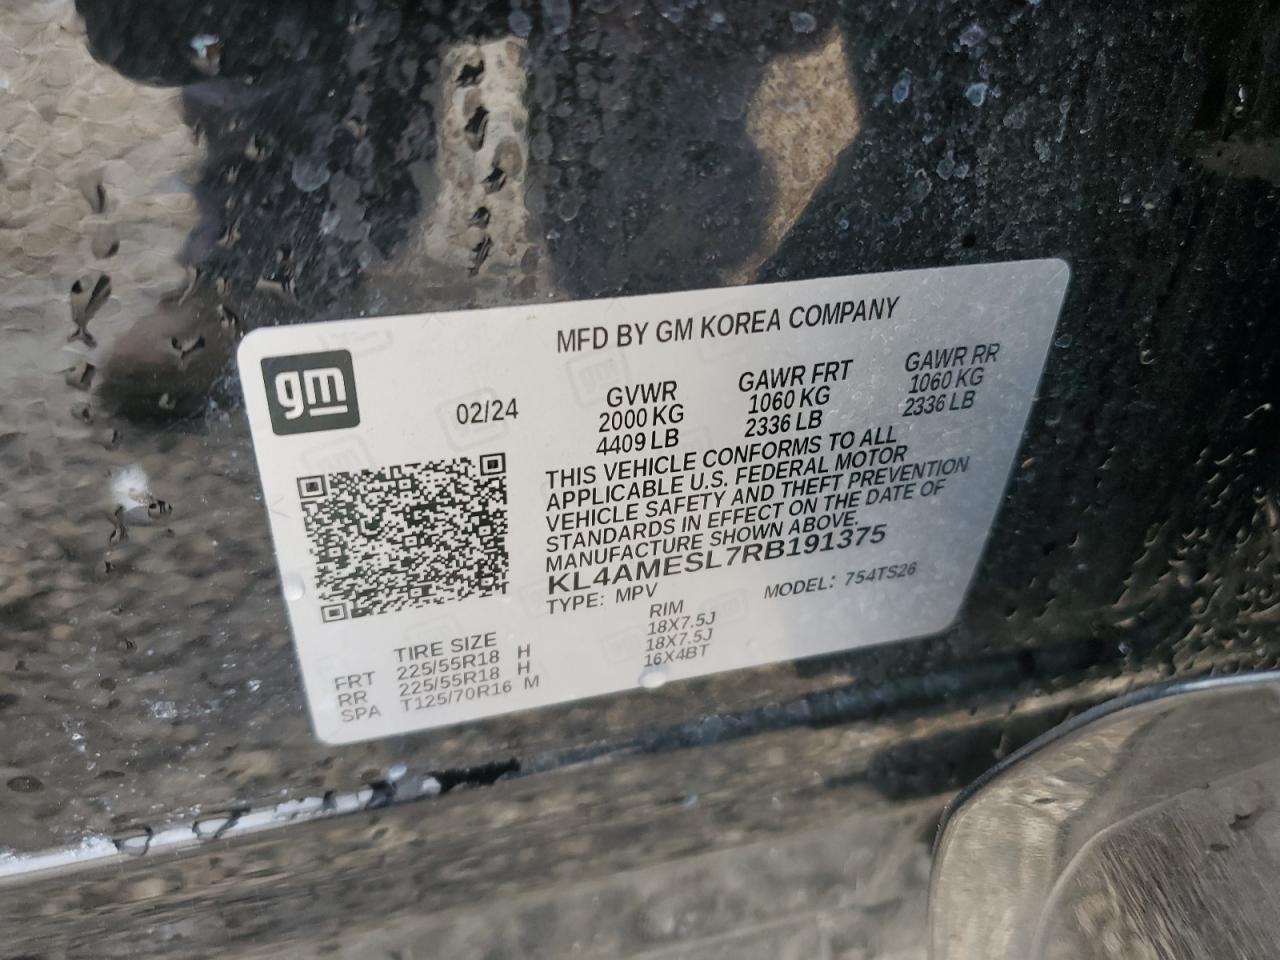 MFD BY GM KOREA COMPANY
gm
02/24
GVWR GAWR FRT GAWR RR
2000 KG 1060 KG 1060 KG
4409 LB 2336 LB 2336 LB
THIS VEHICLE CONFORMS TO ALL
APPLICABLE U.S. FEDERAL MOTOR
VEHICLE SAFETY AND THEFT PREVENTION
STANDARDS IN EFFECT ON THE DATE OF
MANUFACTURE SHOWN ABOVE.
KL4AMESL7RB191375
TYPE: MPV MODEL: 754TS26
TIRE SIZE RIM
FRT 225/55R18 H 18X7.5J
RR 225/55R18 H 18X7.5J
SPA T125/70R16 M 16X4BT